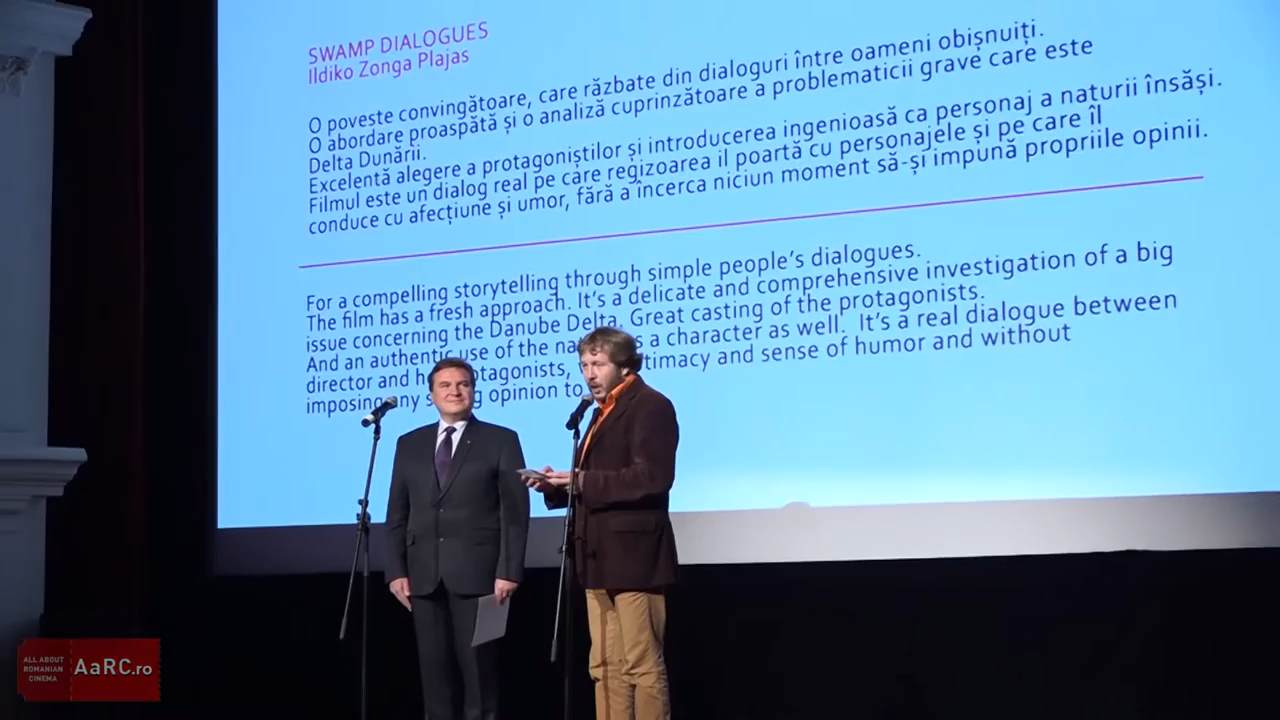 SWAMP DIALOGUES
Ildiko Zonga Plajas
O poveste convingătoare, care răzbate din dialoguri între oameni obișnuiți.
O abordare proaspătă și o analiză cuprinzătoare a problematicii grave care este
Delta Dunării.
Excelentă alegere a protagoniștilor și introducerea ingenioasă ca personaj a naturii însăși.
Filmul este un dialog real pe care regizoarea il poartă cu personajele și pe care îl
conduce cu afecțiune și umor, fără a încerca niciun moment să-și impună propriile opinii.
For a compelling storytelling through simple people's dialogues.
The film has a fresh approach. It's a delicate and comprehensive investigation of a big
issue concerning the Danube Delta. Great casting of the protagonists.
And an authentic use of the a character as well. It's a real dialogue between
director and and sense of humor and without
imposing opinion to
ALL ABOUT
ROMANIAN
CINEMA
AaRC.ro